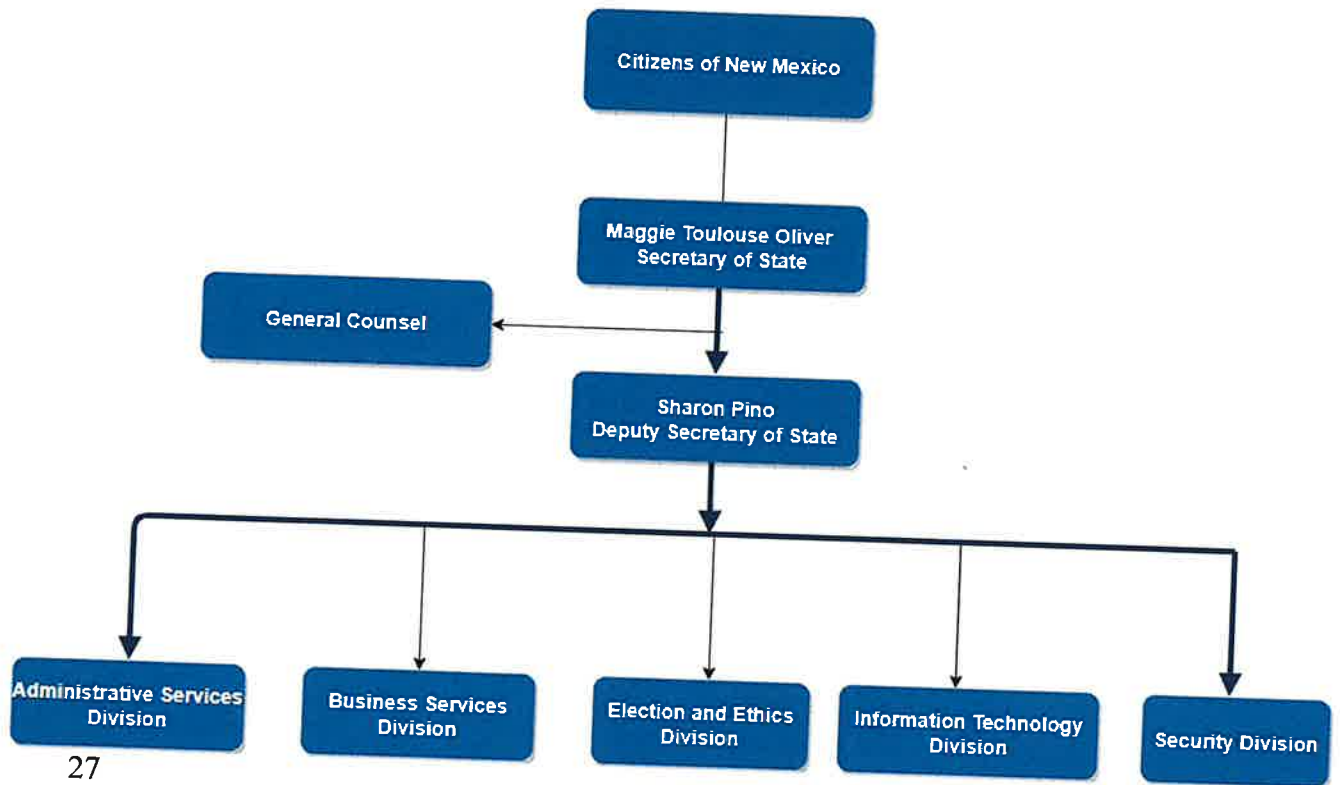 Citizens of New Mexico
Maggie Toulouse Oliver
Secretary of State
General Counsel
Sharon Pino
Deputy Secretary of State
Administrative Services
Division
Business Services
Division
Election and Ethics
Division
Information Technology
Division
Security Division
27